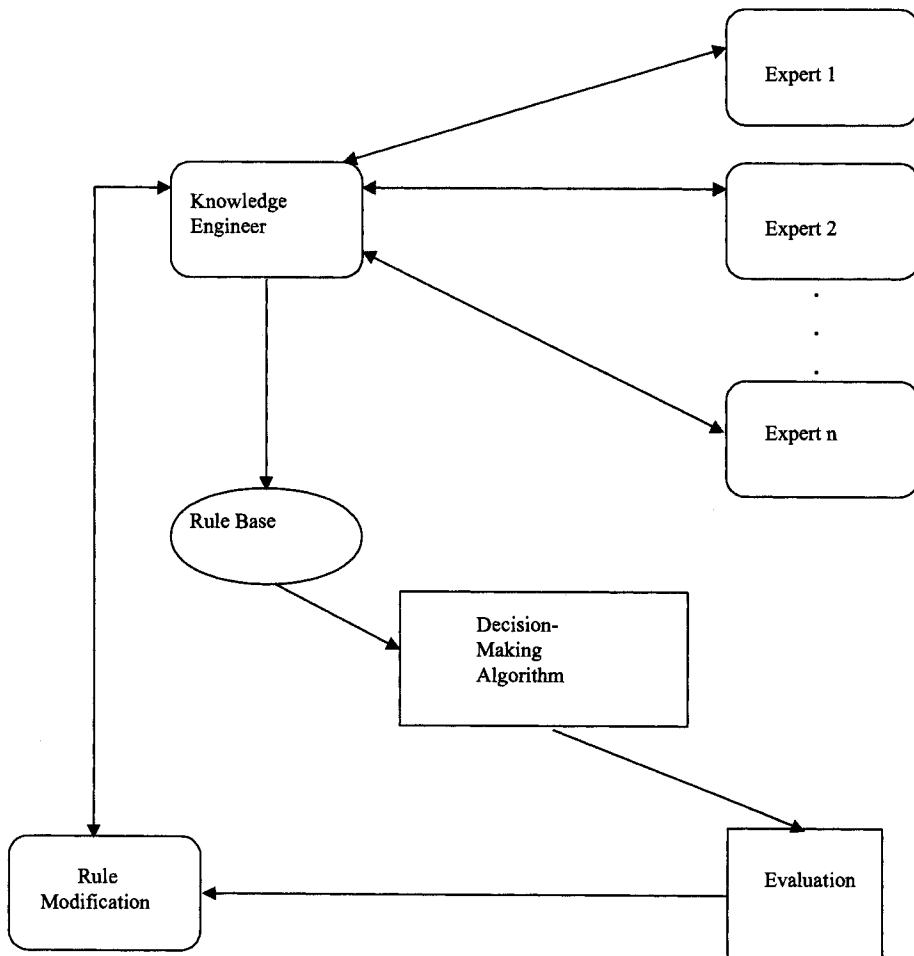 Expert 1
Knowledge
Engineer
Expert 2
.
.
.
Expert n
Rule Base
Decision-
Making
Algorithm
Rule
Modification
Evaluation